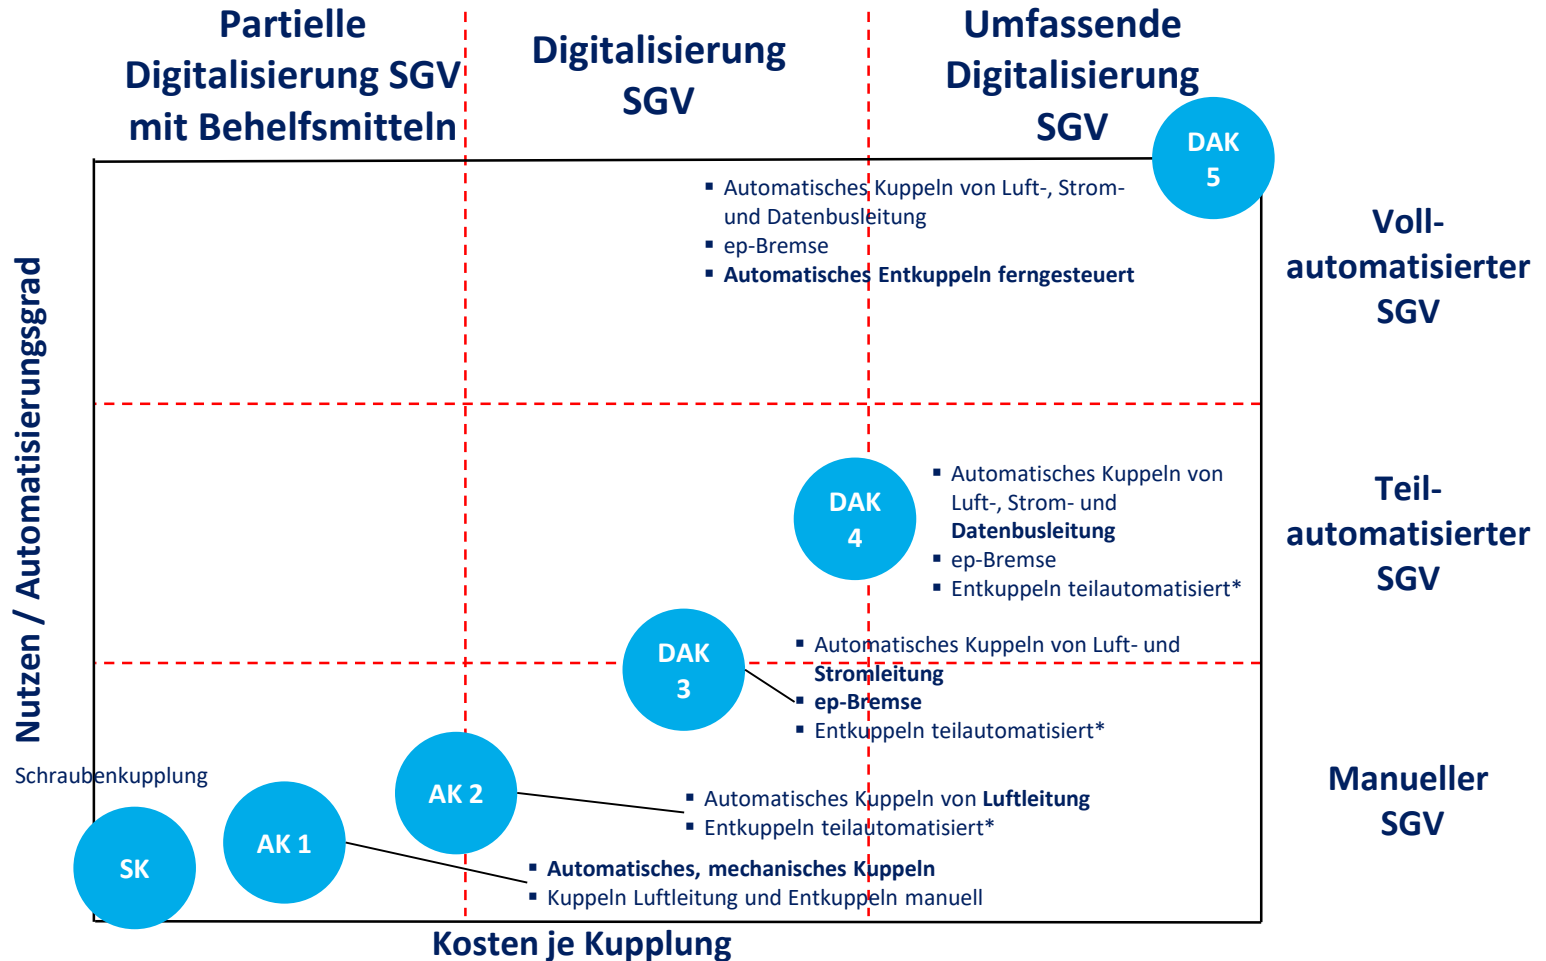 Partielle
Digitalisierung SGV
mit Behelfsmitteln
Digitalisierung
SGV
Umfassende
Digitalisierung
SGV
DAK
5
▪ Automatisches Kuppeln von Luft-, Strom-
und Datenbusleitung
▪ ep-Bremse
▪ Automatisches Entkuppeln ferngesteuert
Voll-
automatisierter
SGV
Nutzen / Automatisierungsgrad
DAK
4
▪ Automatisches Kuppeln von
Luft-, Strom- und
Datenbusleitung
▪ ep-Bremse
▪ Entkuppeln teilautomatisiert*
Teil-
automatisierter
SGV
DAK
3
▪ Automatisches Kuppeln von Luft- und
Stromleitung
▪ ep-Bremse
▪ Entkuppeln teilautomatisiert*
Schraubenkupplung
SK
AK 1
AK 2
▪ Automatisches Kuppeln von Luftleitung
▪ Entkuppeln teilautomatisiert*
▪ Automatisches, mechanisches Kuppeln
▪ Kuppeln Luftleitung und Entkuppeln manuell
Manueller
SGV
Kosten je Kupplung